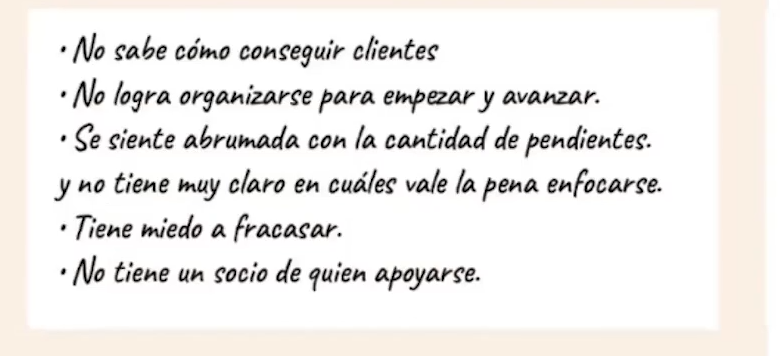 • No sabe cómo conseguir clientes
• No logra organizarse para empezar y avanzar.
• Se siente abrumada con la cantidad de pendientes.
y no tiene muy claro en cuáles vale la pena enfocarse.
• Tiene miedo a fracasar.
• No tiene un socio de quien apoyarse.